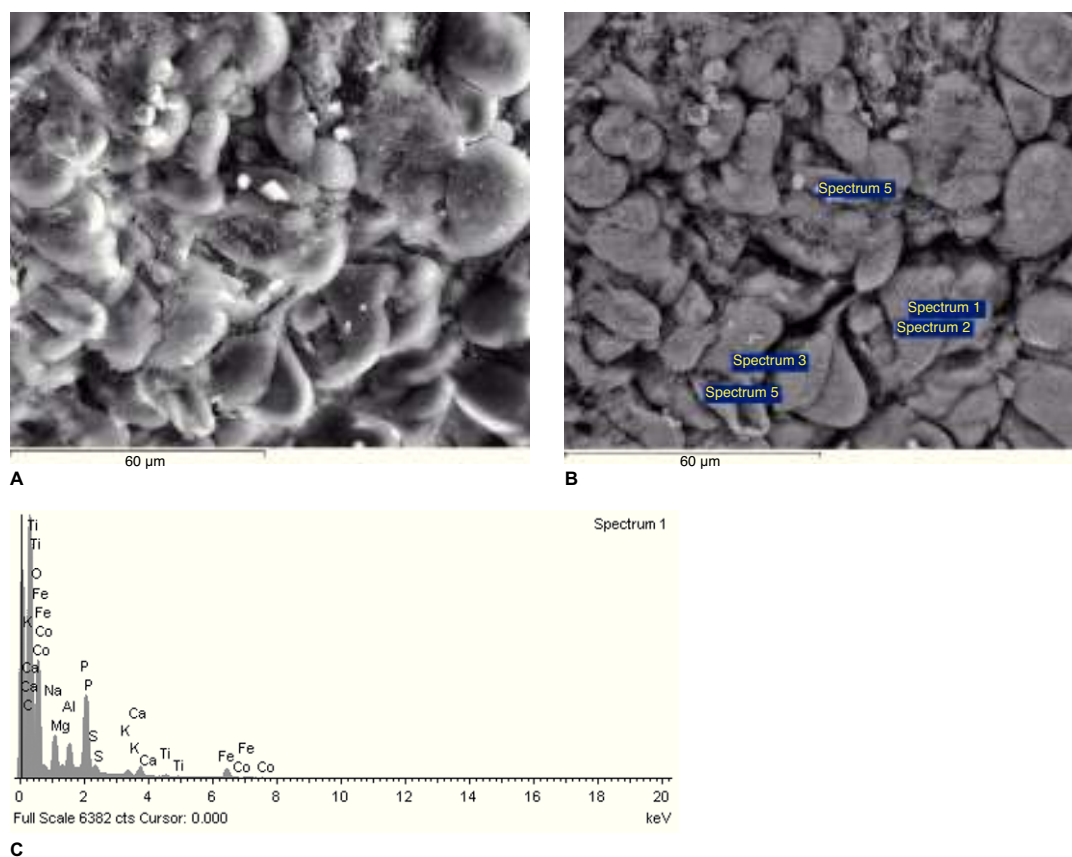 Spectrum 5
Spectrum 1
Spectrum 2
Spectrum 3
Spectrum 5
60 µm
60 µm
A
B
Spectrum 1
Ti
Ti
O
Fe
Fe
K
Co
Co
Ca
Ca
C
Na
Mg
Al
P
P
S
S
Ca
K
K
Ca
Ti
Ti
Fe
Fe
Co
Co
0 2 4 6 8 10 12 14 16 18 20
Full Scale 6382 cts Cursor: 0.000 keV
C